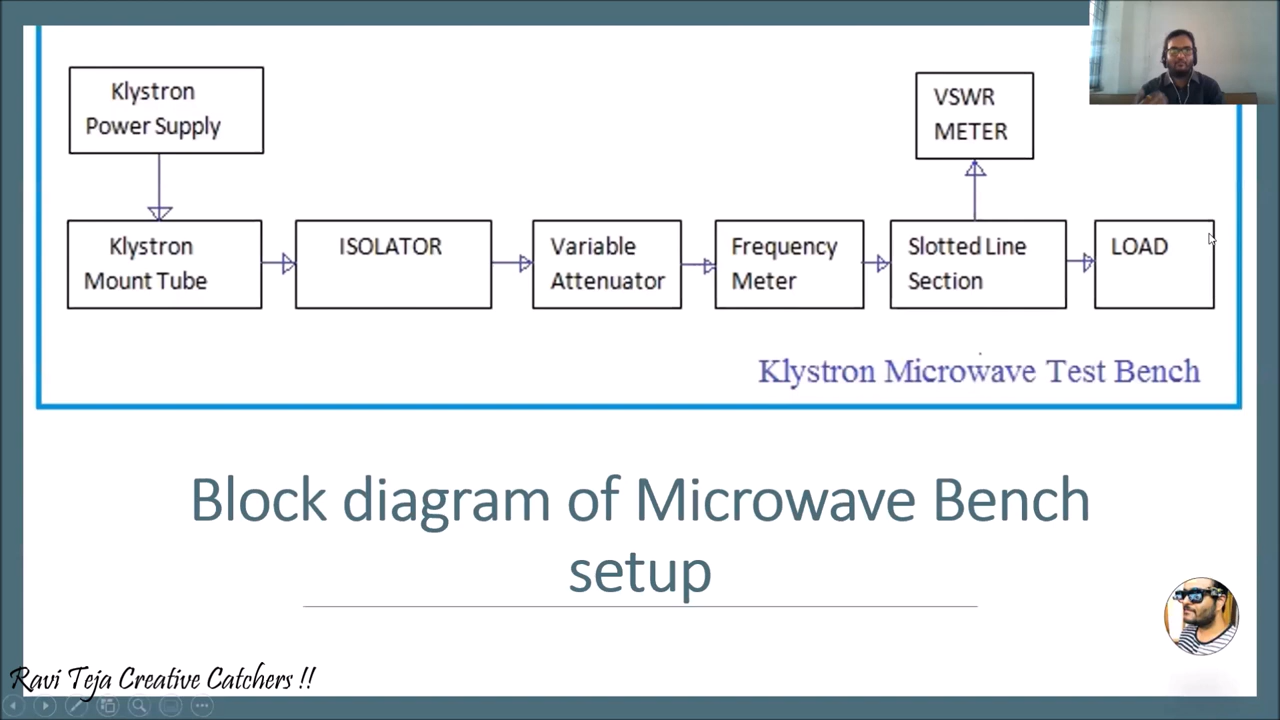 Klystron
Power Supply
VSWR
METER
Klystron
Mount Tube
ISOLATOR
Variable
Attenuator
Frequency
Meter
Slotted Line
Section
LOAD
Klystron Microwave Test Bench
Block diagram of Microwave Bench
setup
Ravi Teja Creative Catchers !!